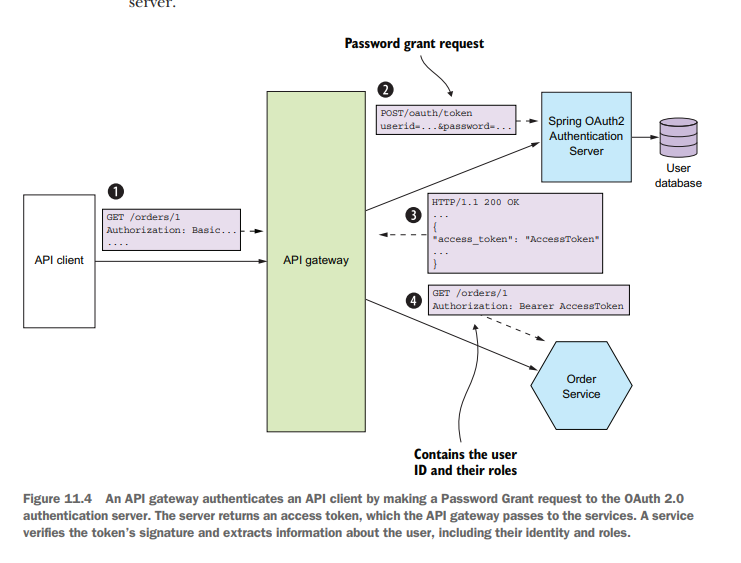 server.
Password grant request
2
POST/oauth/token
userid=...&password=...
Spring OAuth2
Authentication
Server
User
database
1
GET /orders/1
Authorization: Basic...
....
API client
API gateway
3
HTTP/1.1 200 OK
...
{
"access_token": "AccessToken"
...
}
4
GET /orders/1
Authorization: Bearer AccessToken
Order
Service
Contains the user
ID and their roles
Figure 11.4 An API gateway authenticates an API client by making a Password Grant request to the OAuth 2.0
authentication server. The server returns an access token, which the API gateway passes to the services. A service
verifies the token's signature and extracts information about the user, including their identity and roles.